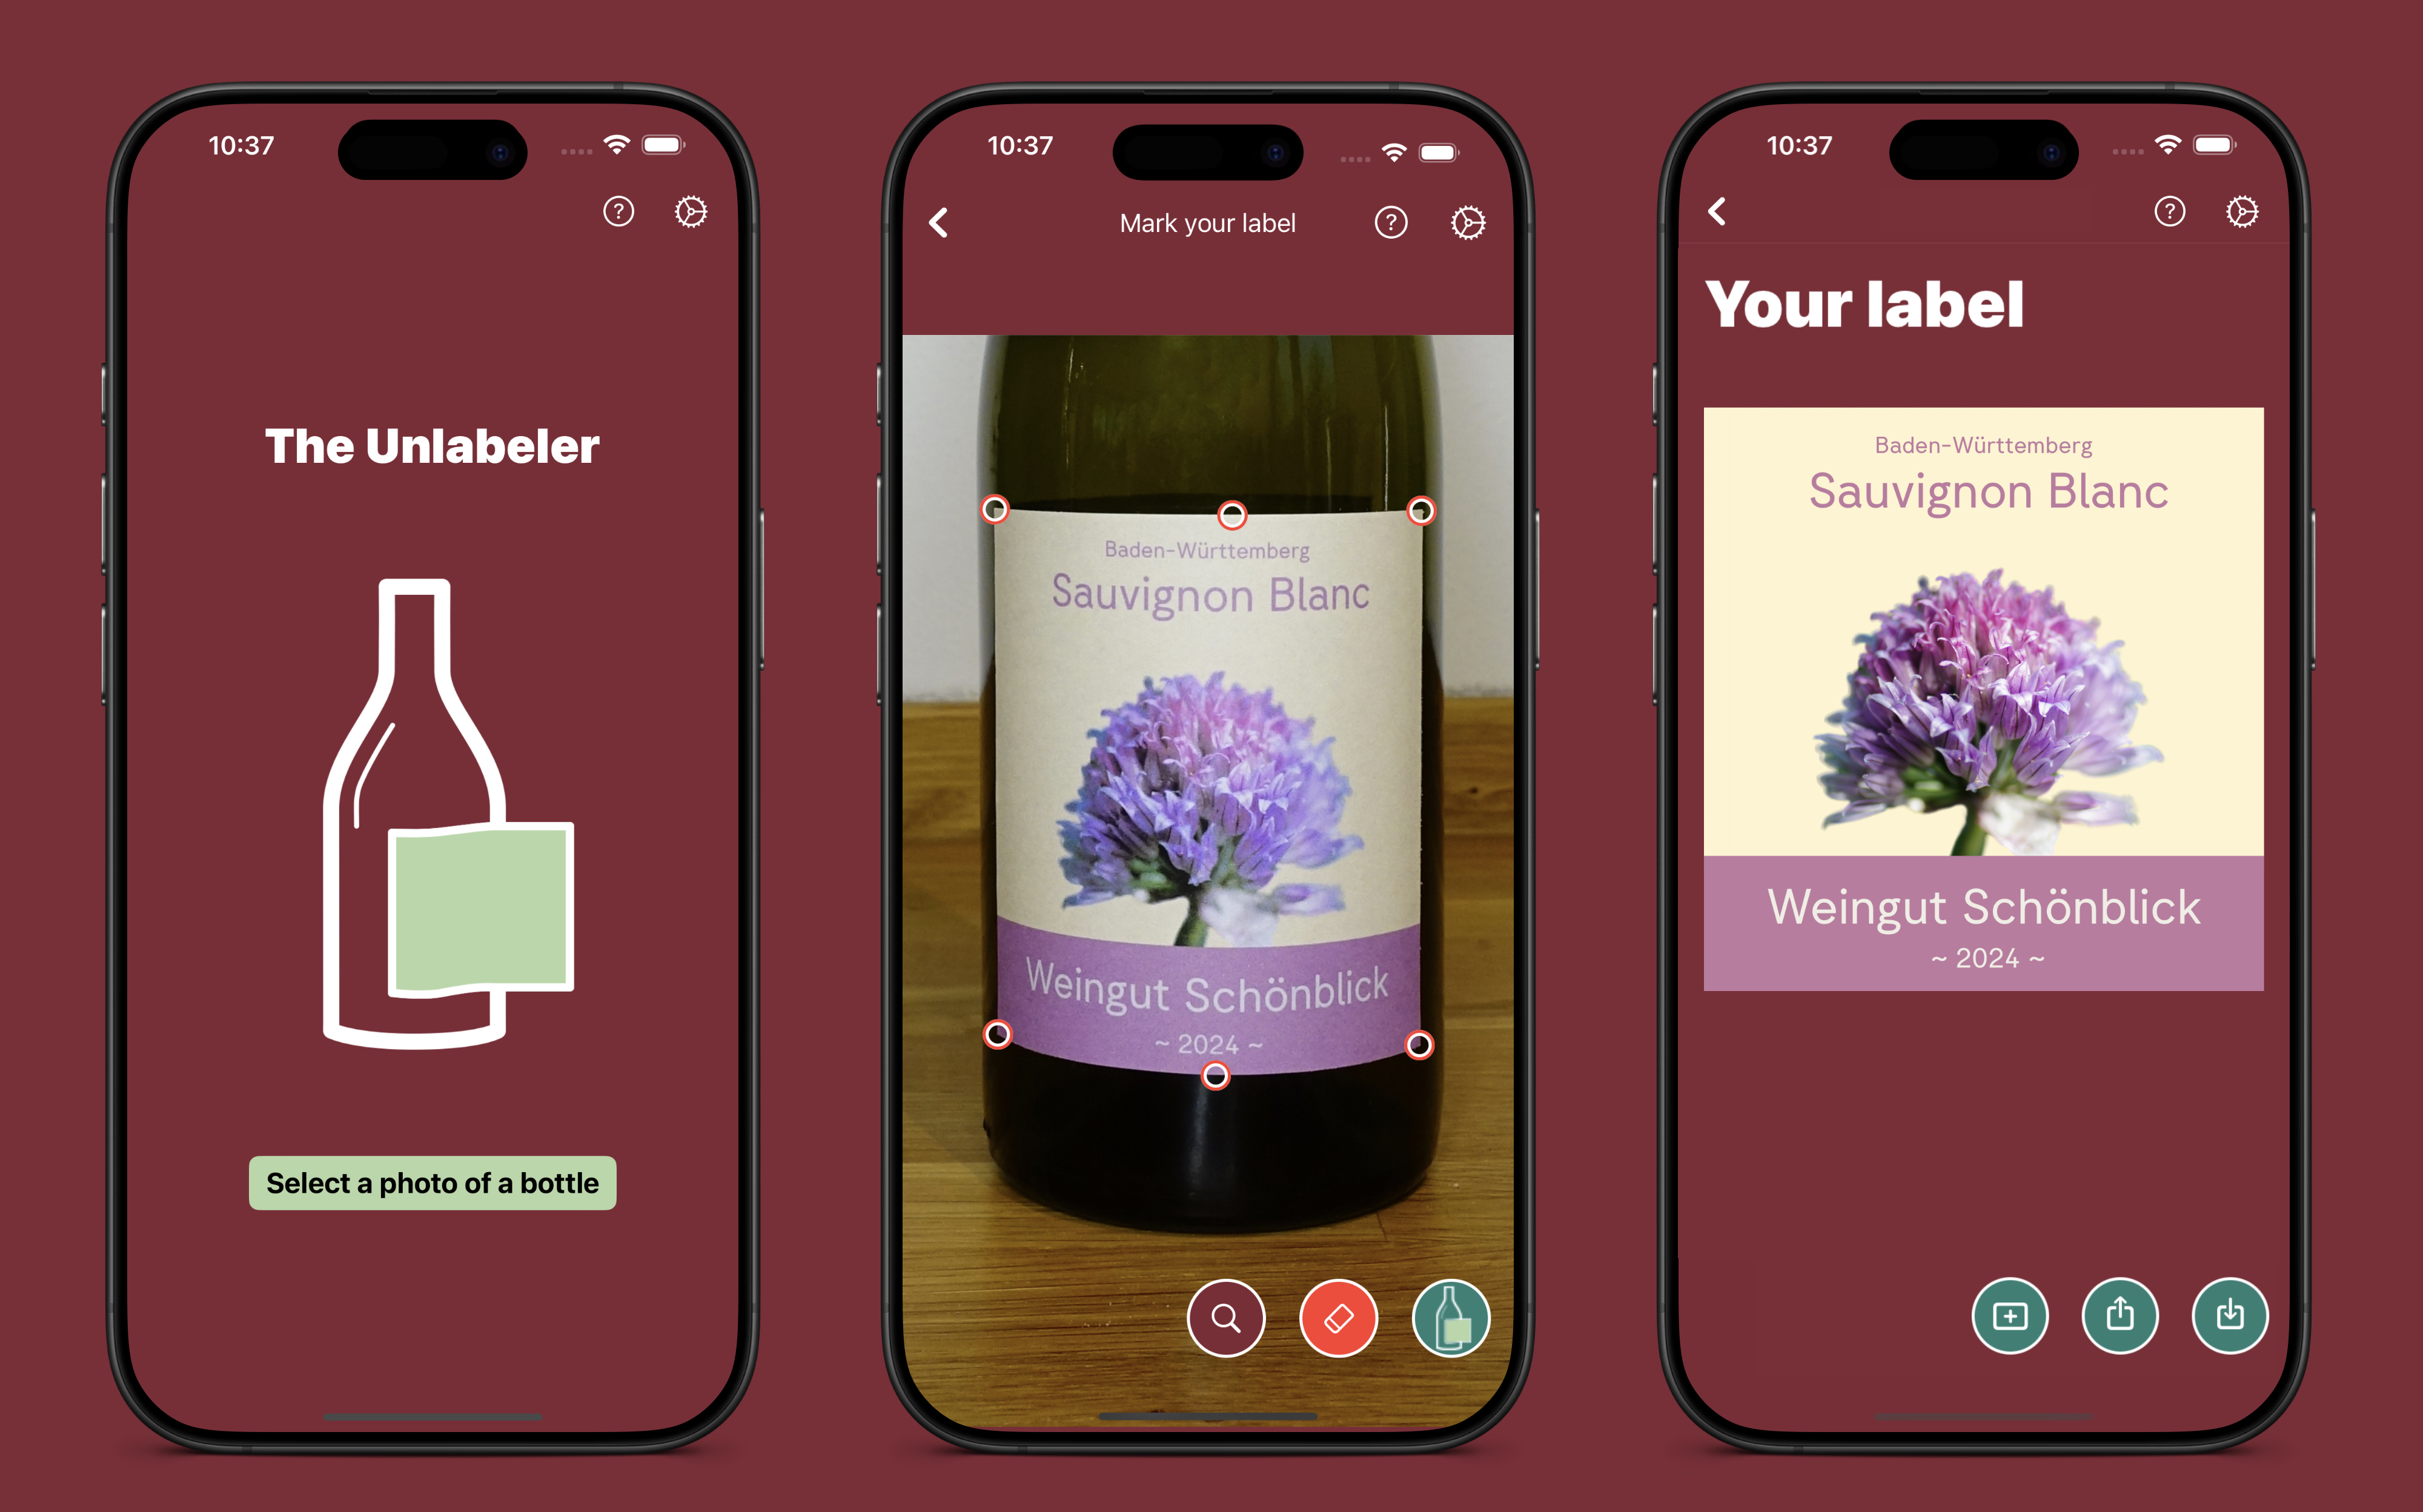 10:37
The Unlabeler
Select a photo of a bottle
10:37
Mark your label
Baden-Württemberg
Sauvignon Blanc
Weingut Schönblick
~ 2024 ~
10:37
Your label
Baden-Württemberg
Sauvignon Blanc
Weingut Schönblick
~ 2024 ~